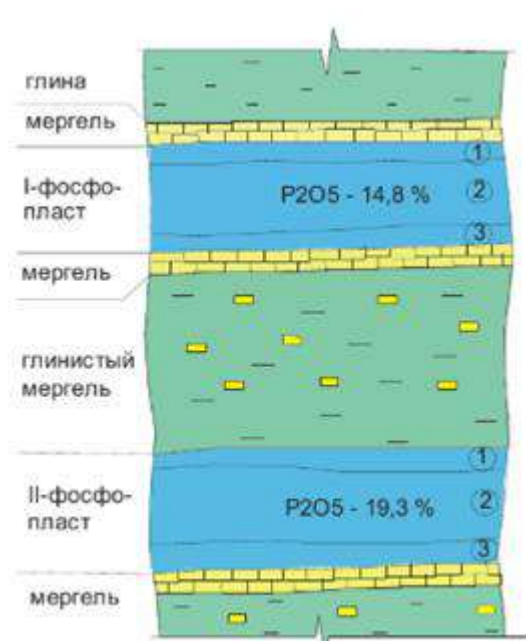 глина
мергель
1
I-фосфо-
пласт
P2O5 - 14,8 %
2
3
мергель
глинистый
мергель
1
II-фосфо-
пласт
P2O5 - 19,3 %
2
3
мергель